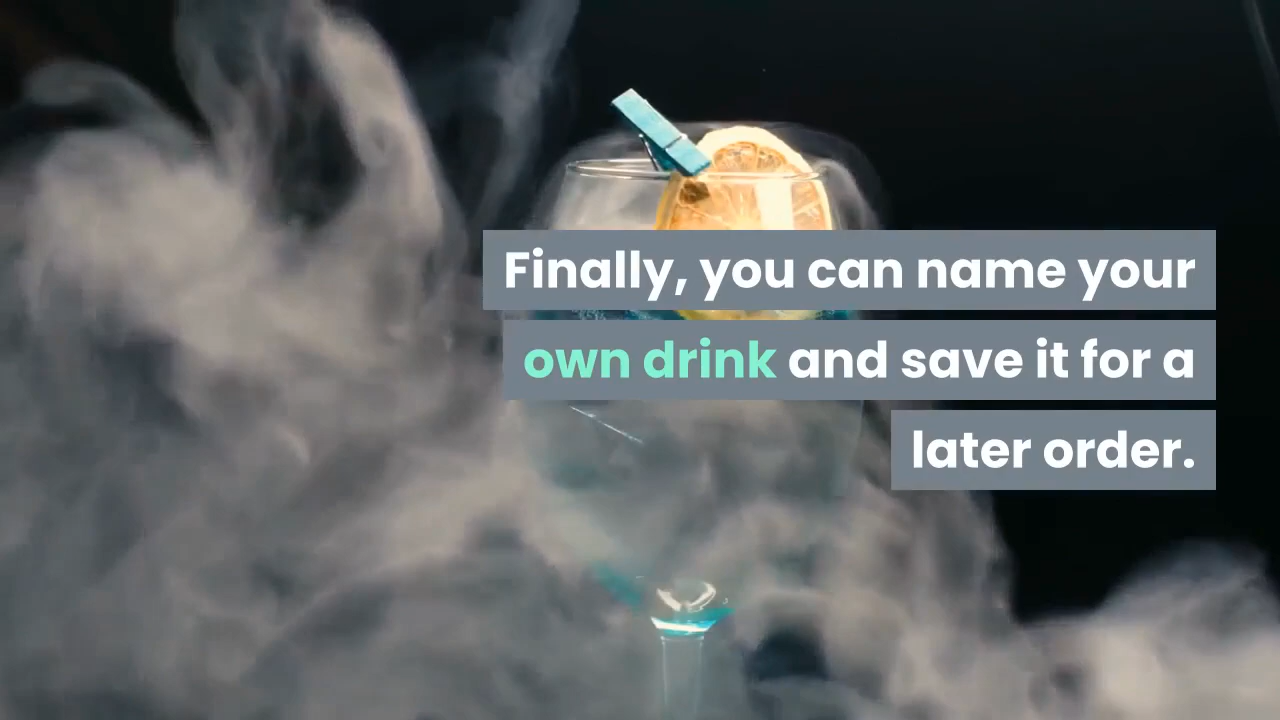 Finally, you can name your
own drink and save it for a
later order.